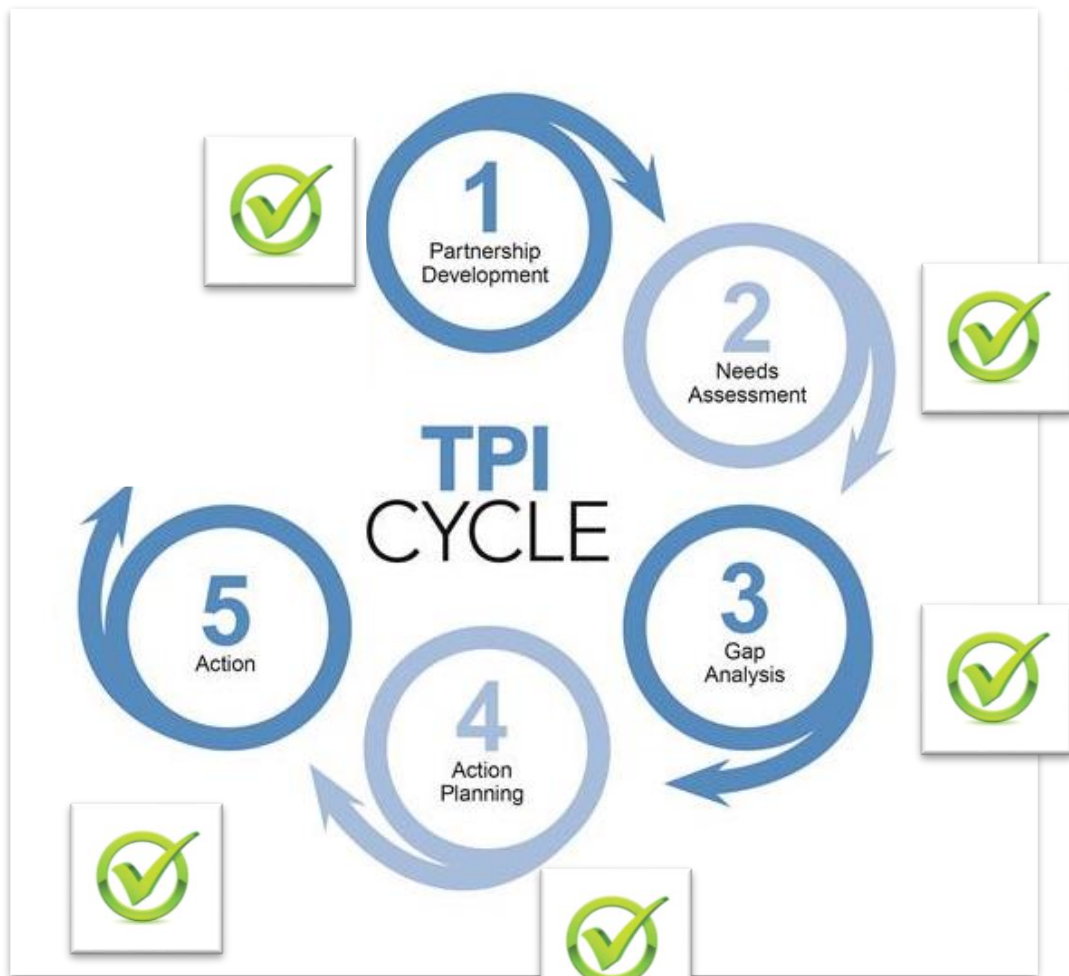 1
Partnership
Development
2
Needs
Assessment
TPI
CYCLE
3
Gap
Analysis
4
Action
Planning
5
Action